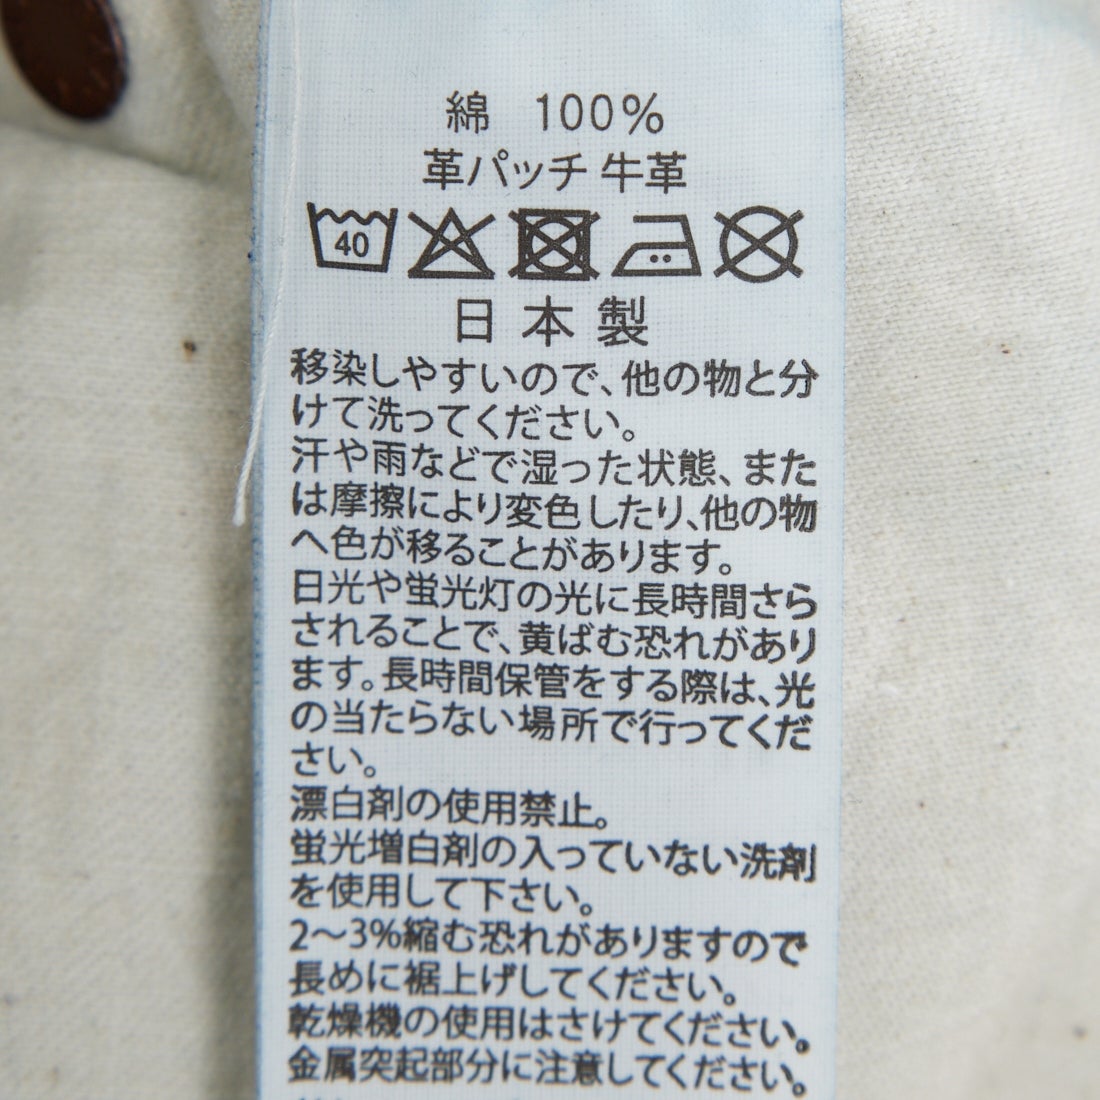 綿 100%
革パッチ 牛革
40
日本製
移染しやすいので、他の物と分
けて洗ってください。
汗や雨などで湿った状態、また
は摩擦により変色したり、他の物
へ色が移ることがあります。
日光や蛍光灯の光に長時間さら
されることで、黄ばむ恐れがあり
ます。長時間保管をする際は、光
の当たらない場所で行ってくだ
さい。
漂白剤の使用禁止。
蛍光増白剤の入っていない洗剤
を使用して下さい。
2〜3%縮む恐れがありますので
長めに裾上げしてください。
乾燥機の使用はさけてください。
金属突起部分に注意してください。